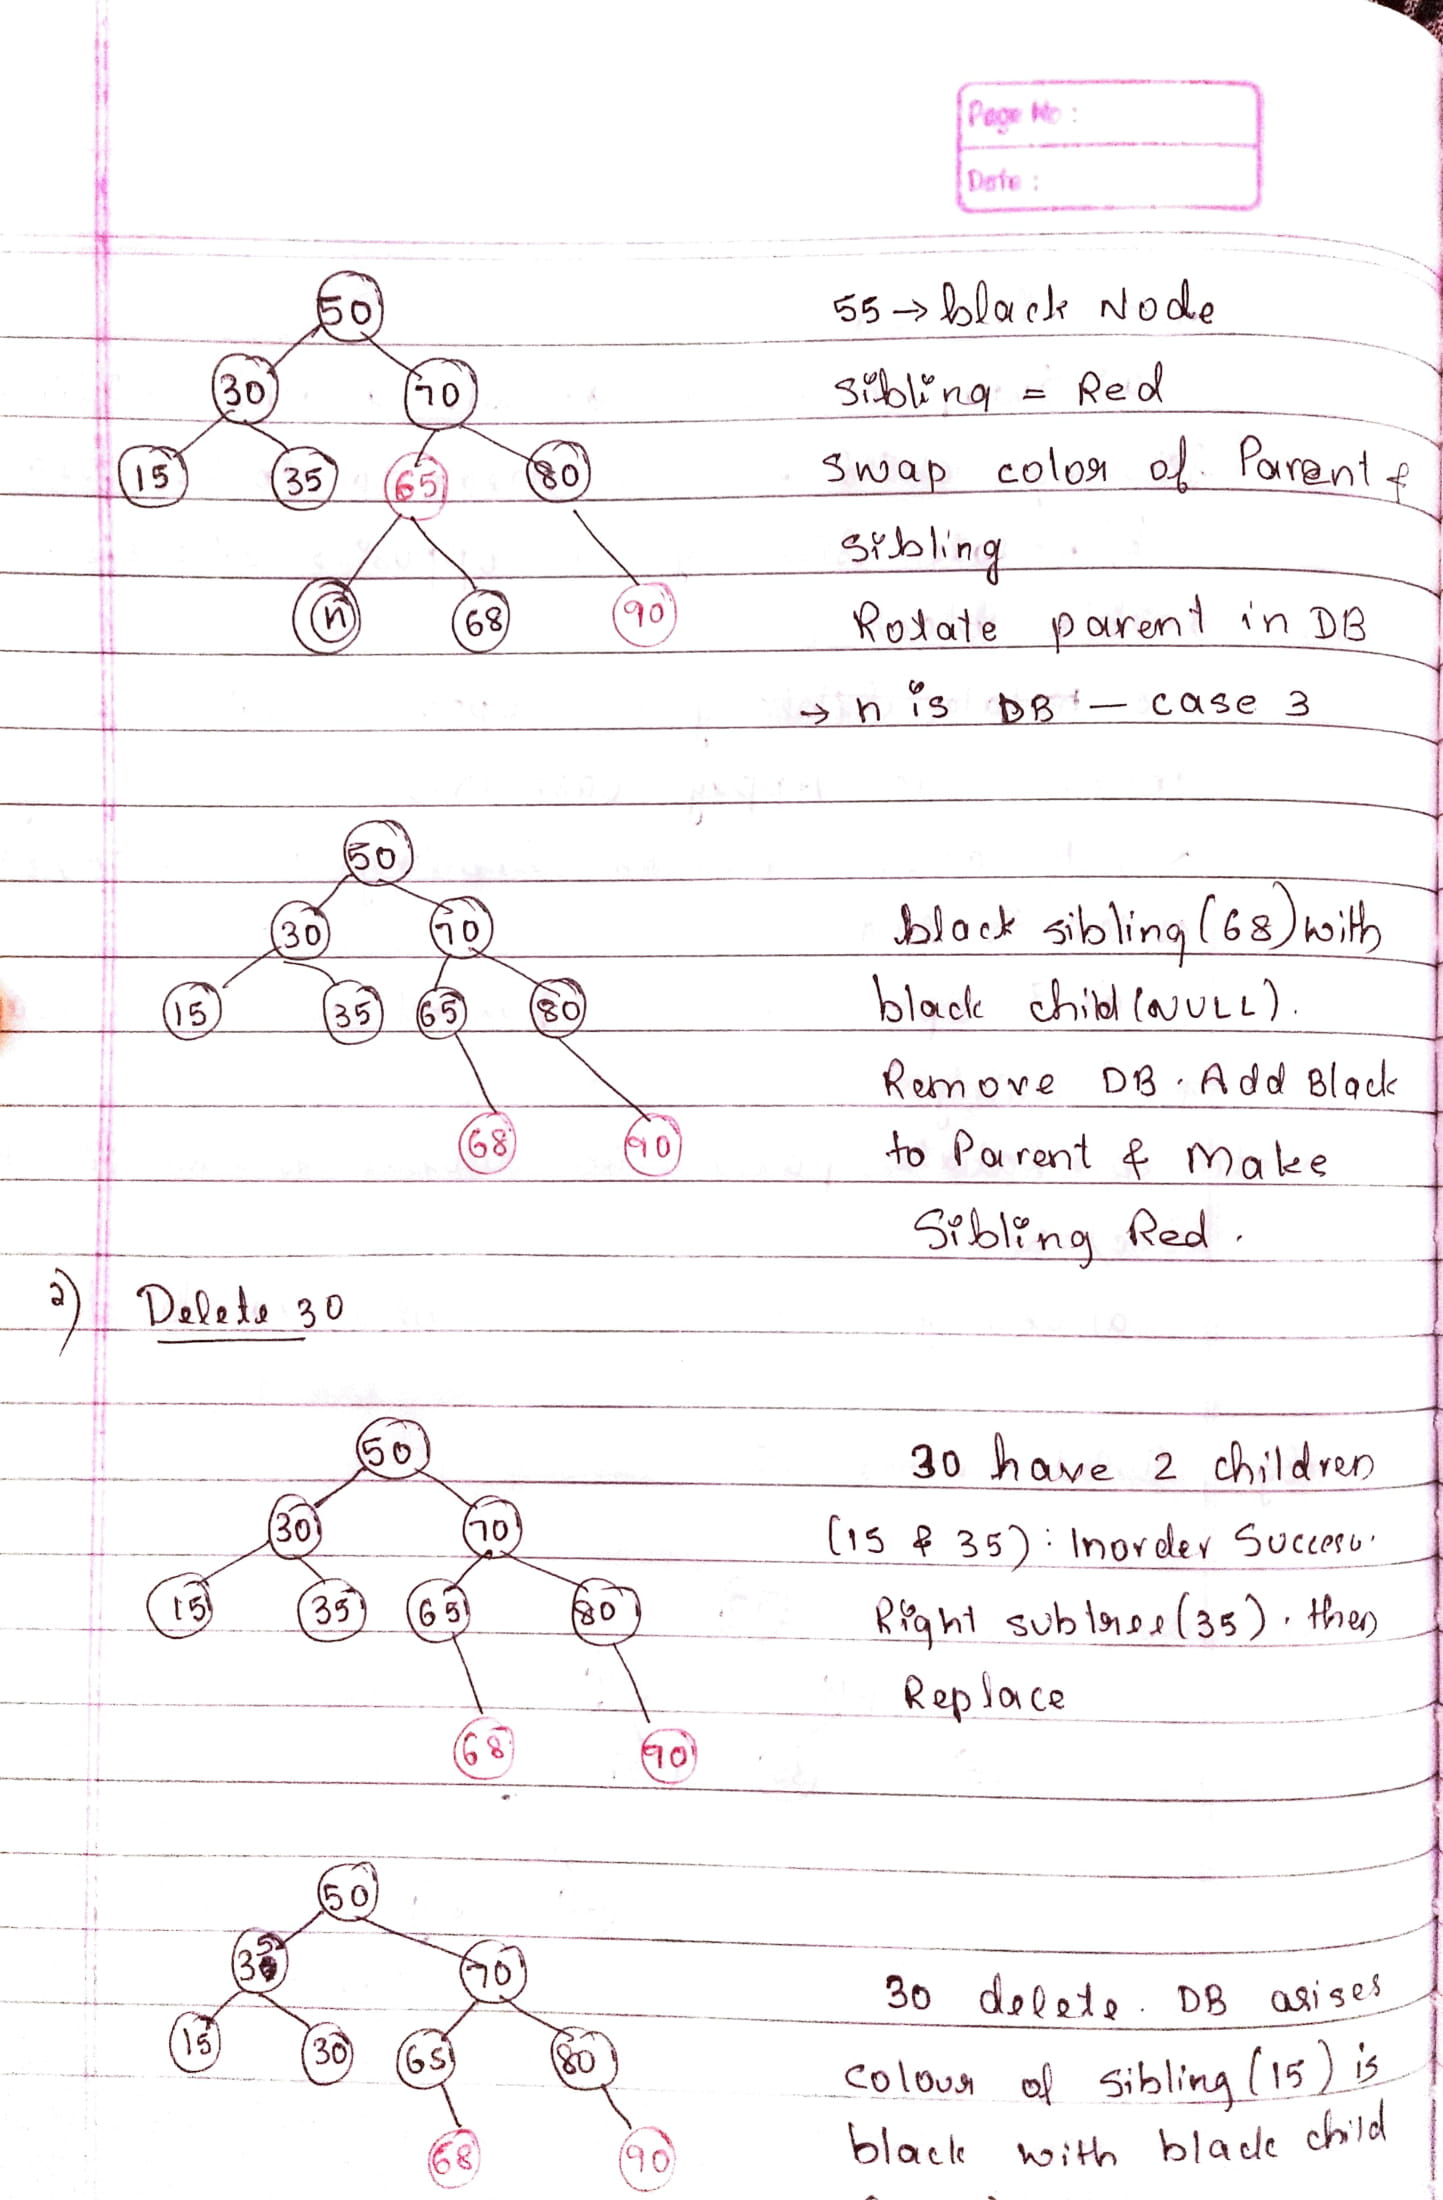 Page No :
Date :
50
55 → black Node
30 70
Sibling = Red
15 35 65 80
swap color of Parent &
sibling
n 68 90
Rotate parent in DB
→ n is DB – case 3
50
30 70
black sibling (68) with
15 35 65 80
black child (NULL).
Remove DB. Add Black
68 90
to Parent & Make
Sibling Red.
2) Delete 30
50
30 have 2 children
30 70
(15 & 35) : Inorder
15 35 65 80
Right subtree (35). then
Replace
68 90
50
35 70
30 delete. DB arises
15 30 65 80
colour of sibling (15) is
68 90
black with black child